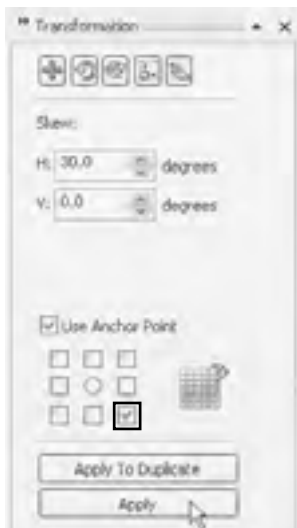 Transformation
Skew:
H: 30.0 degrees
V: 0.0 degrees
Use Anchor Point
Apply To Duplicate
Apply